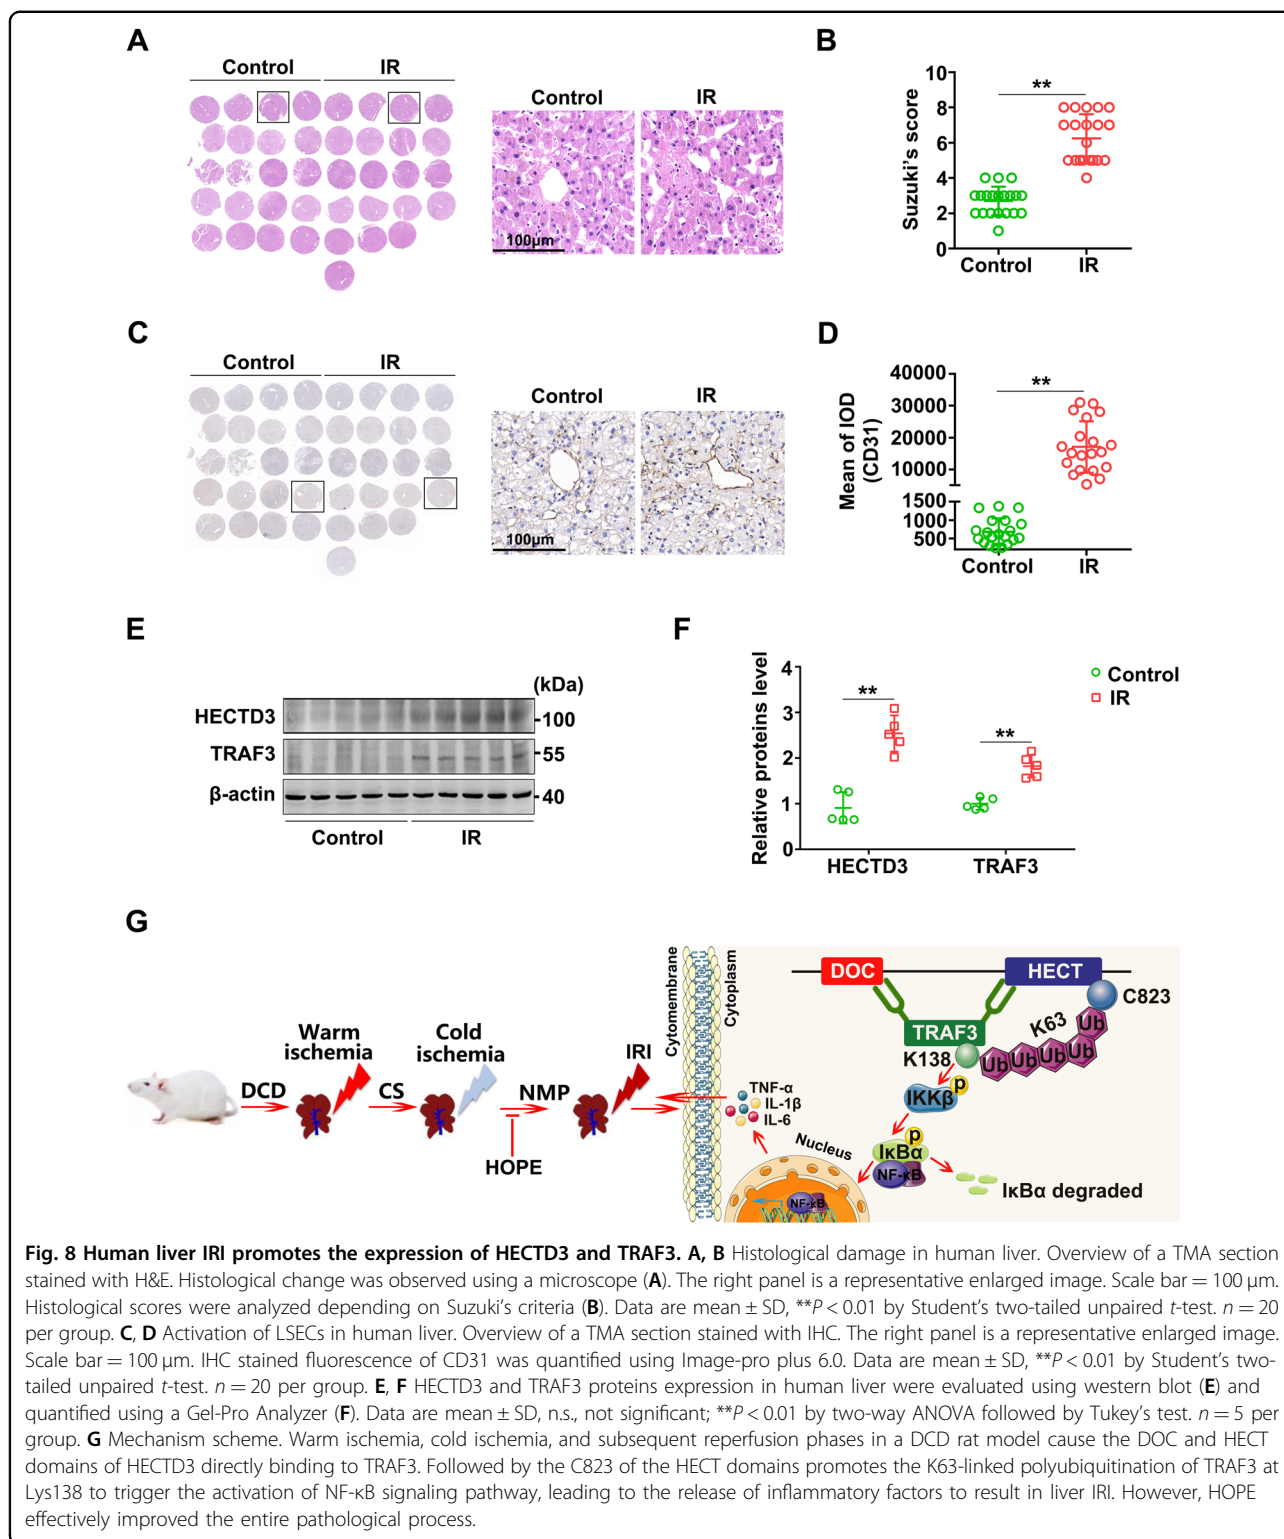 A
Control IR
Control IR
100μm
B
Suzuki's score
10
8
6
4
2
0
**
Control IR
C
Control IR
Control IR
100μm
D
Mean of IOD
(CD31)
40000
30000
20000
10000
1500
1000
500
**
Control IR
E
(kDa)
HECTD3
-100
TRAF3
-55
β-actin
-40
Control IR
F
Relative proteins level
4
3
2
1
0
**
**
Control
IR
HECTD3 TRAF3
G
DCD
Warm
ischemia
CS
Cold
ischemia
NMP
HOPE
IRI
Cytomembrane
Cytoplasm
DOC
HECT
C823
TRAF3
K63
Ub
Ub Ub Ub Ub
K138
p
IKKβ
p
IκBα
NF-κB
IκBα degraded
TNF-α
IL-1β
IL-6
Nucleus
NF-κB
Fig. 8 Human liver IRI promotes the expression of HECTD3 and TRAF3. A, B Histological damage in human liver. Overview of a TMA section
stained with H&E. Histological change was observed using a microscope (A). The right panel is a representative enlarged image. Scale bar = 100 μm.
Histological scores were analyzed depending on Suzuki's criteria (B). Data are mean ± SD, **P < 0.01 by Student's two-tailed unpaired t-test. n = 20
per group. C, D Activation of LSECs in human liver. Overview of a TMA section stained with IHC. The right panel is a representative enlarged image.
Scale bar = 100 μm. IHC stained fluorescence of CD31 was quantified using Image-pro plus 6.0. Data are mean ± SD, **P < 0.01 by Student's two-
tailed unpaired t-test. n = 20 per group. E, F HECTD3 and TRAF3 proteins expression in human liver were evaluated using western blot (E) and
quantified using a Gel-Pro Analyzer (F). Data are mean ± SD, n.s., not significant; **P < 0.01 by two-way ANOVA followed by Tukey's test. n = 5 per
group. G Mechanism scheme. Warm ischemia, cold ischemia, and subsequent reperfusion phases in a DCD rat model cause the DOC and HECT
domains of HECTD3 directly binding to TRAF3. Followed by the C823 of the HECT domains promotes the K63-linked polyubiquitination of TRAF3 at
Lys138 to trigger the activation of NF-κB signaling pathway, leading to the release of inflammatory factors to result in liver IRI. However, HOPE
effectively improved the entire pathological process.